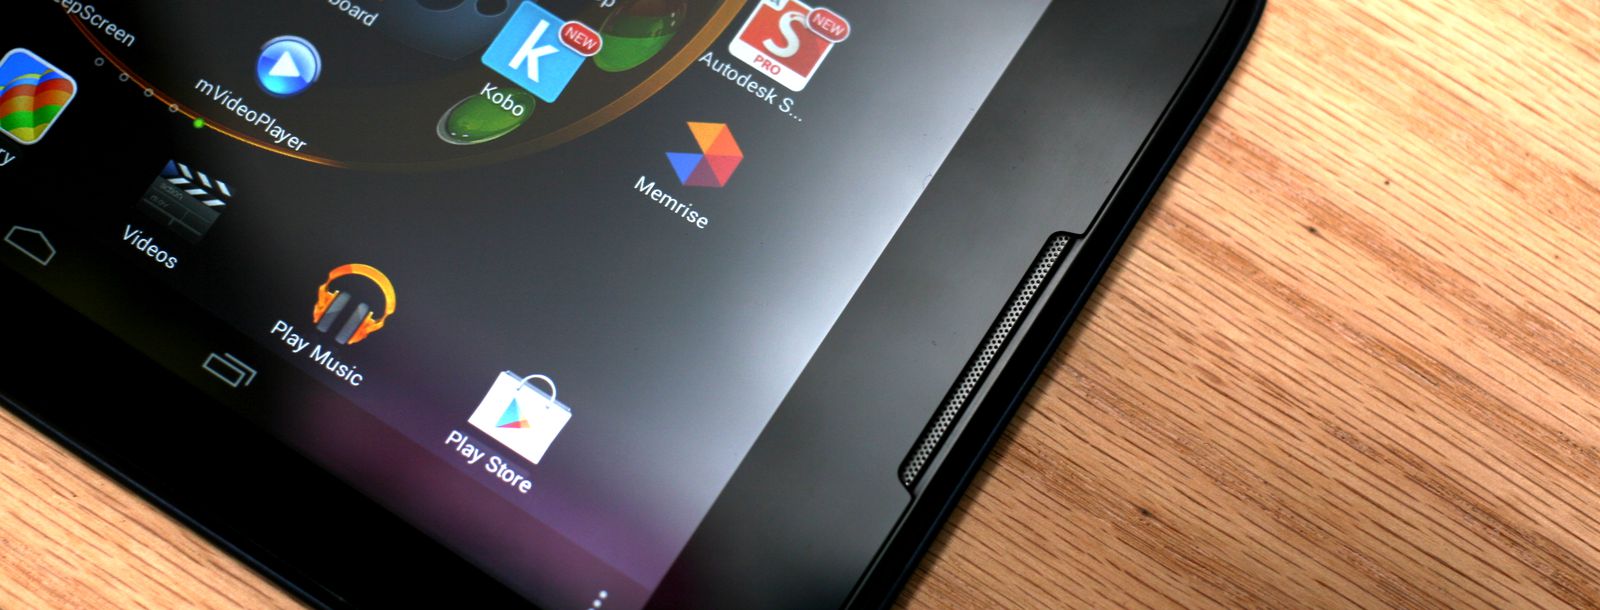 epScreen
oard
p
K
NEW
Kobo
S
NEW
PRO
Autodesk S...
mVideoPlayer
Memrise
ry
Videos
Play Music
Play Store